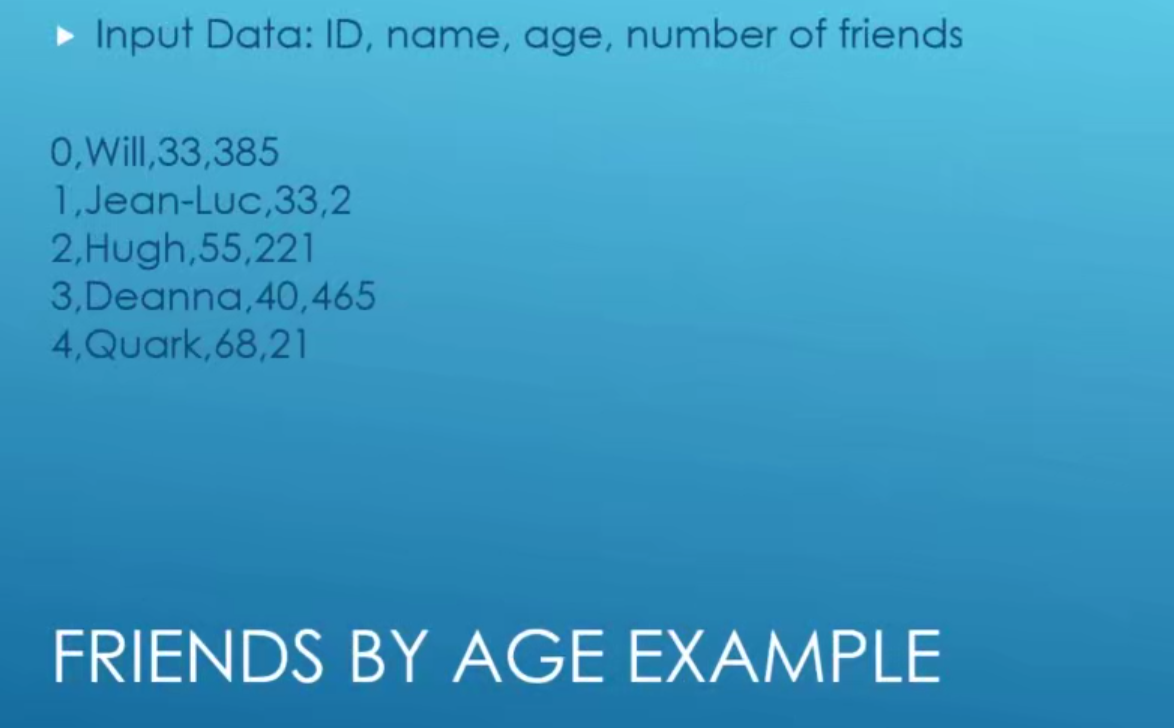 Input Data: ID, name, age, number of friends
0,Will,33,385
1,Jean-Luc,33,2
2,Hugh,55,221
3,Deanna,40,465
4,Quark,68,21
FRIENDS BY AGE EXAMPLE